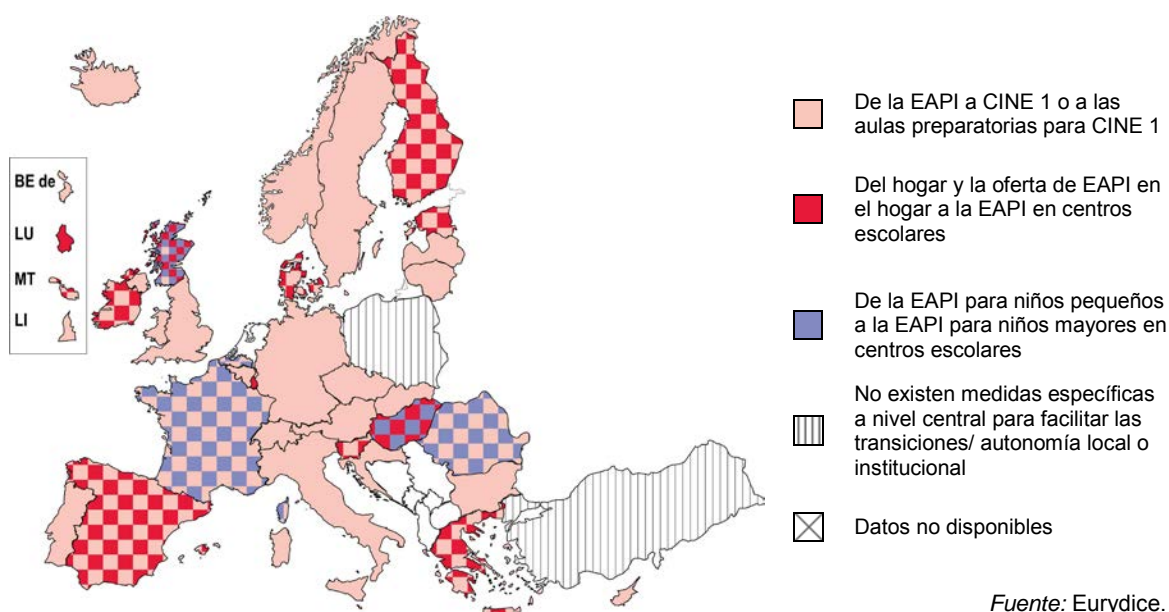 BE de
LU
MT
LI
De la EAPI a CINE 1 o a las
aulas preparatorias para CINE 1
Del hogar y la oferta de EAPI en
el hogar a la EAPI en centros
escolares
De la EAPI para niños pequeños
a la EAPI para niños mayores en
centros escolares
No existen medidas específicas
a nivel central para facilitar las
transiciones/ autonomía local o
institucional
Datos no disponibles
Fuente: Eurydice.